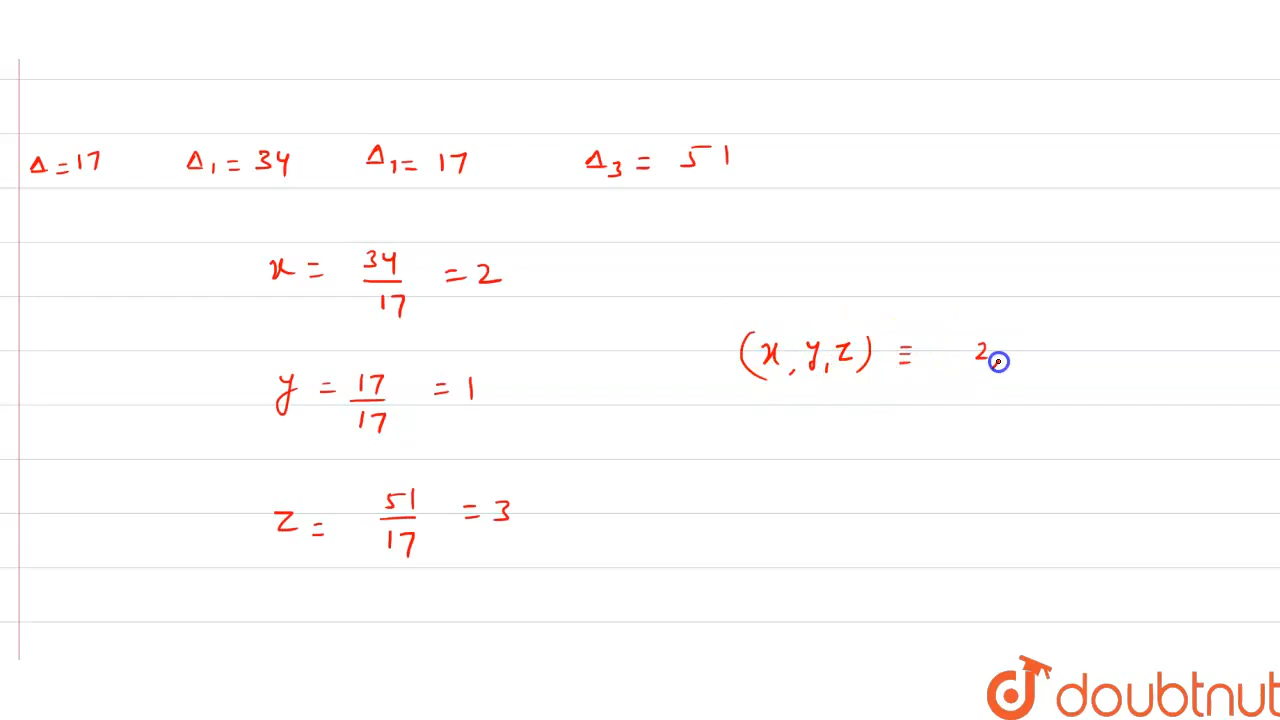 Δ = 17 Δ₁ = 34 Δ₁ = 17 Δ₃ = 51
x = 34/17 = 2
(x, y, z) ≡ 2,
y = 17/17 = 1
z = 51/17 = 3
doubtnut